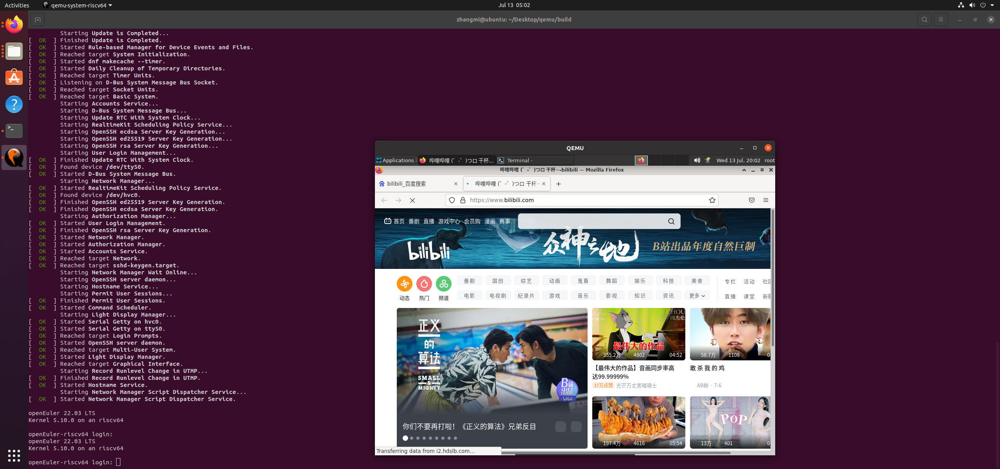 Activities
qemu-system-riscv64
Jul 13 05:02
zhangmi@ubuntu: ~/Desktop/qemu/build
Starting Update is Completed...
[ OK ] Finished Update is Completed.
[ OK ] Started Rule-based Manager for Device Events and Files.
[ OK ] Reached target System Initialization.
[ OK ] Started dnf makecache --timer.
[ OK ] Started Daily Cleanup of Temporary Directories.
[ OK ] Reached target Timer Units.
[ OK ] Listening on D-Bus System Message Bus Socket.
[ OK ] Reached target Socket Units.
[ OK ] Reached target Basic System.
Starting Accounts Service...
Starting D-Bus System Message Bus...
Starting Update RTC With System Clock...
Starting RealtimeKit Scheduling Policy Service...
Starting OpenSSH ecdsa Server Key Generation...
Starting OpenSSH ed25519 Server Key Generation...
Starting OpenSSH rsa Server Key Generation...
Starting User Login Management...
[ OK ] Finished Update RTC With System Clock.
[ OK ] Found device /dev/ttyS0.
[ OK ] Started D-Bus System Message Bus.
Starting Network Manager...
[ OK ] Started RealtimeKit Scheduling Policy Service.
[ OK ] Found device /dev/hvc0.
[ OK ] Finished OpenSSH ed25519 Server Key Generation.
[ OK ] Finished OpenSSH ecdsa Server Key Generation.
Starting Authorization Manager...
[ OK ] Started User Login Management.
[ OK ] Finished OpenSSH rsa Server Key Generation.
[ OK ] Started Network Manager.
[ OK ] Started Authorization Manager.
[ OK ] Started Accounts Service.
[ OK ] Reached target Network.
[ OK ] Reached target sshd-keygen.target.
Starting Network Manager Wait Online...
Starting OpenSSH server daemon...
Starting Hostname Service...
Starting Permit User Sessions...
[ OK ] Finished Permit User Sessions.
[ OK ] Started Command Scheduler.
Starting Light Display Manager...
[ OK ] Started Serial Getty on hvc0.
[ OK ] Started Serial Getty on ttyS0.
[ OK ] Reached target Login Prompts.
[ OK ] Started OpenSSH server daemon.
[ OK ] Reached target Multi-User System.
[ OK ] Started Light Display Manager.
[ OK ] Reached target Graphical Interface.
Starting Record Runlevel Change in UTMP...
[ OK ] Finished Record Runlevel Change in UTMP.
[ OK ] Started Hostname Service.
Starting Network Manager Script Dispatcher Service...
[ OK ] Started Network Manager Script Dispatcher Service.
openEuler 22.03 LTS
Kernel 5.10.0 on an riscv64
openEuler-riscv64 login:
openEuler 22.03 LTS
Kernel 5.10.0 on an riscv64
openEuler-riscv64 login:
QEMU
Applications
哔哩哔哩 (゜-゜)つロ 干杯...
Terminal -
Wed 13 Jul, 20:02
root
哔哩哔哩 (゜-゜)つロ 干杯~-bilibili — Mozilla Firefox
bilibili_百度搜索
哔哩哔哩 (゜-゜)つロ 干杯~
https://www.bilibili.com
首页 番剧 直播 游戏中心 会员购 漫画 赛事
bilibili
众神之地
B站出品年度自然巨制
番剧 国创 综艺 动画 鬼畜 舞蹈 娱乐 科技 美食
专栏 活动 社区
动态 热门 频道
电影 电视剧 纪录片 游戏 音乐 影视 知识 资讯 更多
直播 课堂 新歌
正义
的
算法
SMALL
&
MIGHTY
B站
出品
bilibili
你们不要再打啦！《正义的算法》兄弟反目
周杰伦
最伟大的作品
355.2万 4802 04:52
【最伟大的作品】音画同步率高
达99.99999%
37万点赞 光芒万丈黑暗骑士
58.7万 1108 0
敢 杀 我 的 鸡
AB鲜 · 7-6
197.4万 4616 05:54
POP
13万 401 0
Transferring data from i2.hdslb.com...